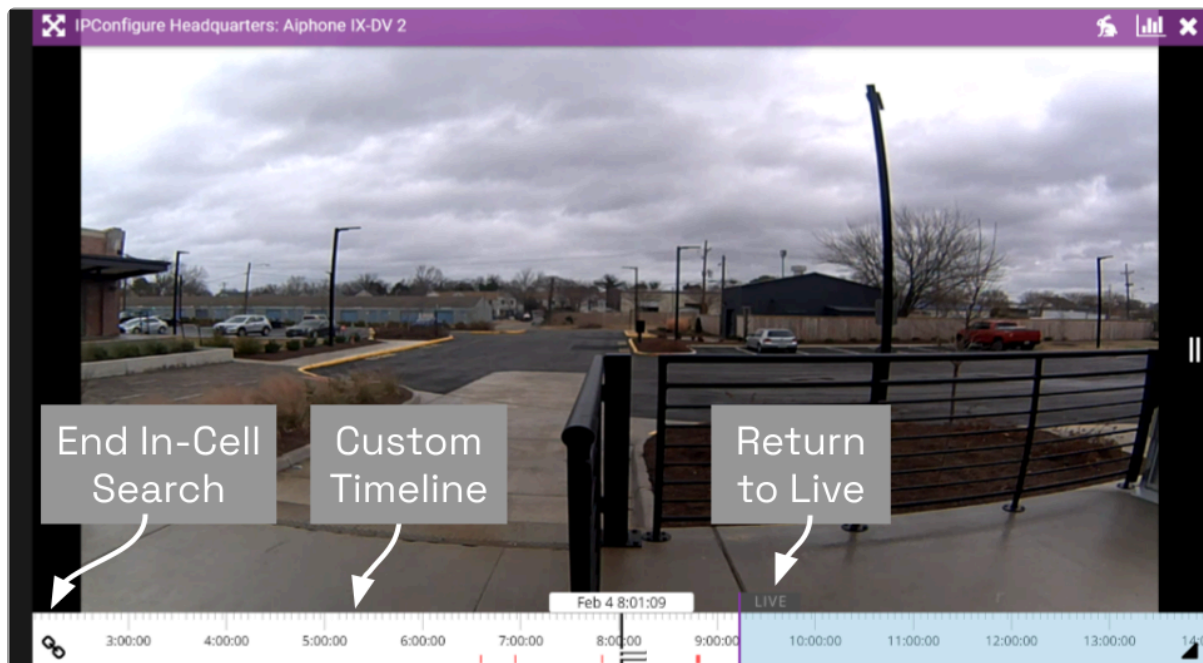 IPConfigure Headquarters: Aiphone IX-DV 2
End In-Cell
Search
Custom
Timeline
Return
to Live
Feb 4 8:01:09
LIVE
3:00:00 4:00:00 5:00:00 6:00:00 7:00:00 8:00:00 9:00:00 10:00:00 11:00:00 12:00:00 13:00:00